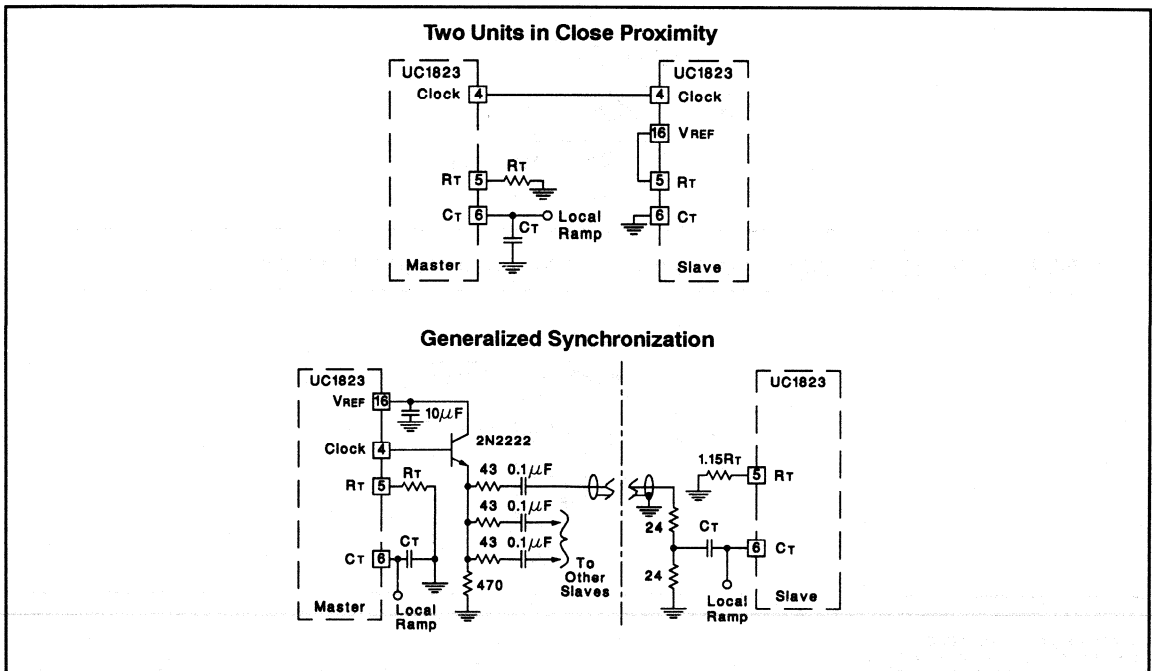 Two Units in Close Proximity
UC1823
Clock 4
RT 5 RT
CT 6
CT
Local
Ramp
Master
UC1823
4 Clock
16 VREF
5 RT
6 CT
Slave
Generalized Synchronization
UC1823
VREF 16
10μF
Clock 4
2N2222
RT 5 RT
43 0.1μF
43 0.1μF
43 0.1μF
To
Other
Slaves
CT 6 CT
470
Local
Ramp
Master
UC1823
1.15RT
5 RT
24
CT
6 CT
24
Local
Ramp
Slave